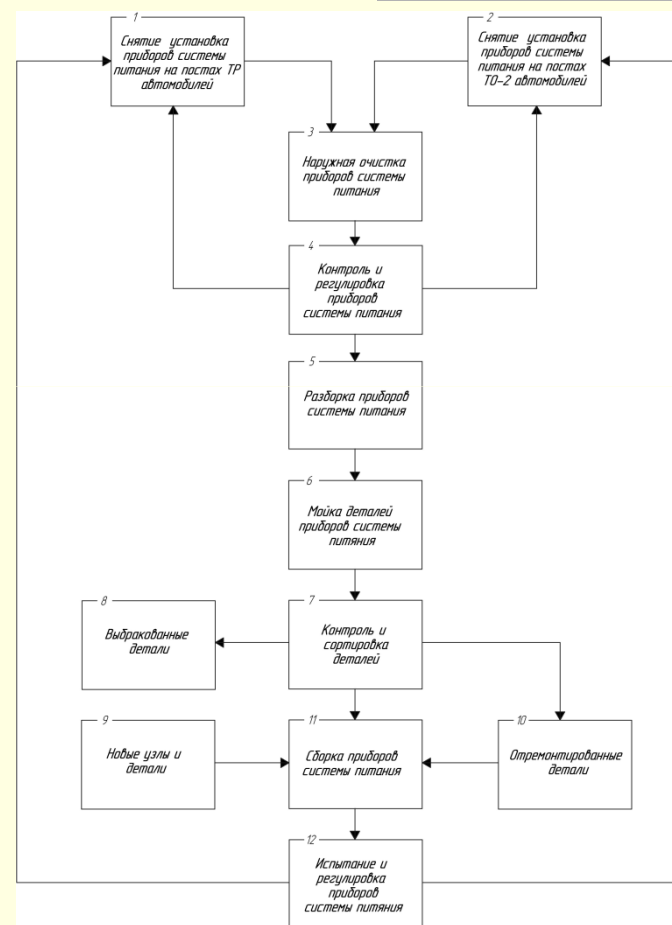 1
Снятие установка
приборов системы
питания на постах ТР
автомобилей
2
Снятие установка
приборов системы
питания на постах
ТО-2 автомобилей
3
Наружная очистка
приборов системы
питания
4
Контроль и
регулировка
приборов
системы питания
5
Разборка приборов
системы питания
6
Мойка деталей
приборов системы
питяния
8
Выбракованные
детали
7
Контроль и
сортировка
деталей
9
Новые узлы и
детали
11
Сборка приборов
системы питания
10
Отремонтированные
детали
12
Испытание и
регулировка
приборов
системы питяния